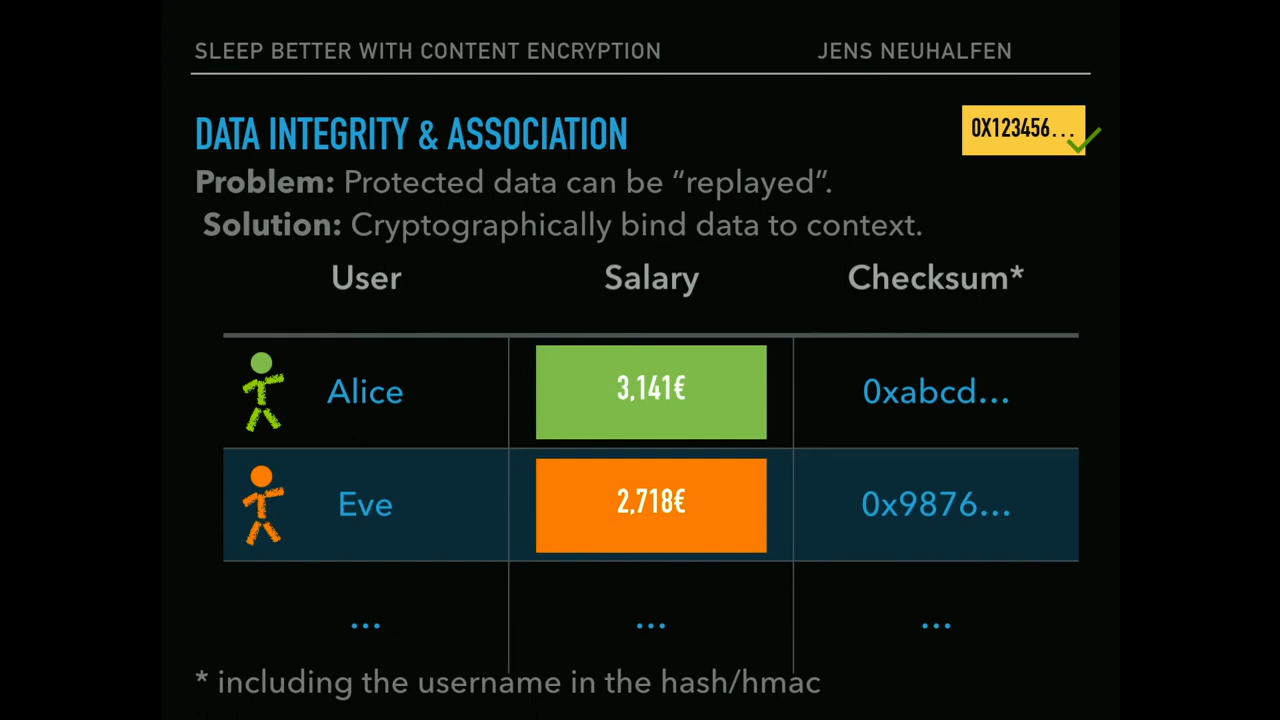 SLEEP BETTER WITH CONTENT ENCRYPTION JENS NEUHALFEN
DATA INTEGRITY & ASSOCIATION 0X123456...
Problem: Protected data can be “replayed”.
Solution: Cryptographically bind data to context.
User Salary Checksum*
Alice 3,141€ 0xabcd...
Eve 2,718€ 0x9876...
... ... ...
* including the username in the hash/hmac